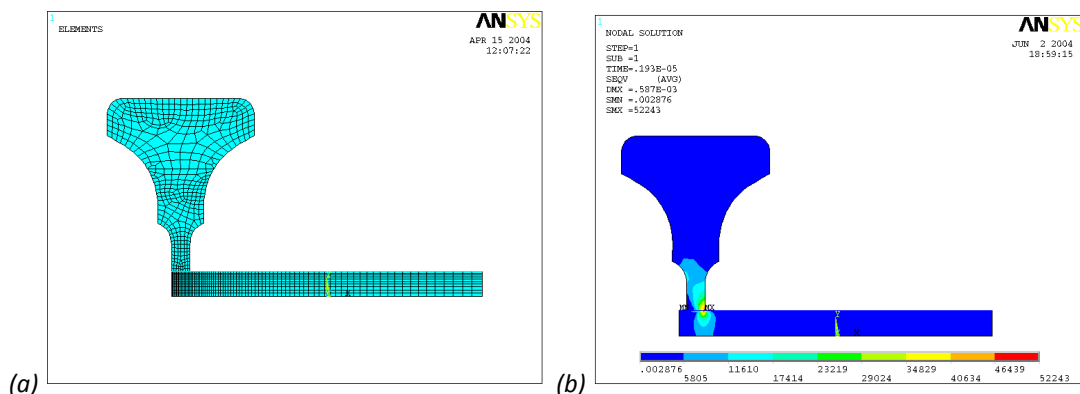 1
ELEMENTS
ANSYS
APR 15 2004
12:07:22
(a)
1
NODAL SOLUTION
STEP=1
SUB =1
TIME=.193E-05
SEQV (AVG)
DMX =.587E-03
SMN =.002876
SMX =52243
ANSYS
JUN 2 2004
18:59:15
MX
Y
X
.002876 11610 23219 34829 46439
5805 17414 29024 40634 52243
(b)